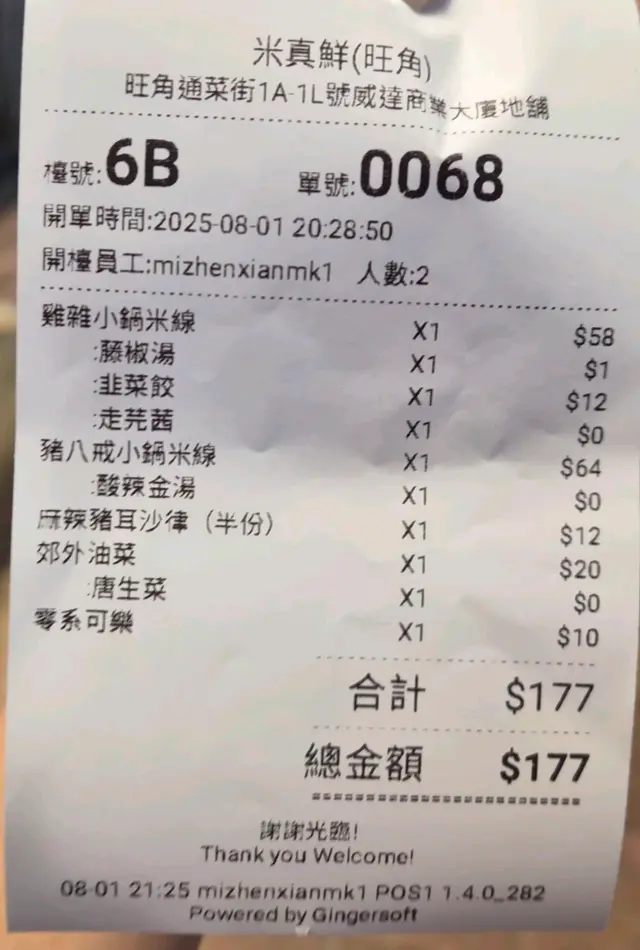 米真鮮(旺角)
旺角通菜街1A-1L號威達商業大廈地舖
檯號:6B 單號:0068
開單時間:2025-08-01 20:28:50
開檯員工:mizhenxianmk1 人數:2
雞雜小鍋米線 X1 $58
:藤椒湯 X1 $1
:韭菜餃 X1 $12
:走芫茜 X1 $0
豬八戒小鍋米線 X1 $64
:酸辣金湯 X1 $0
麻辣豬耳沙律（半份） X1 $12
郊外油菜 X1 $20
:唐生菜 X1 $0
零系可樂 X1 $10
合計 $177
總金額 $177
謝謝光臨!
Thank you Welcome!
08-01 21:25 mizhenxianmk1 POS1 1.4.0_282
Powered by Gingersoft